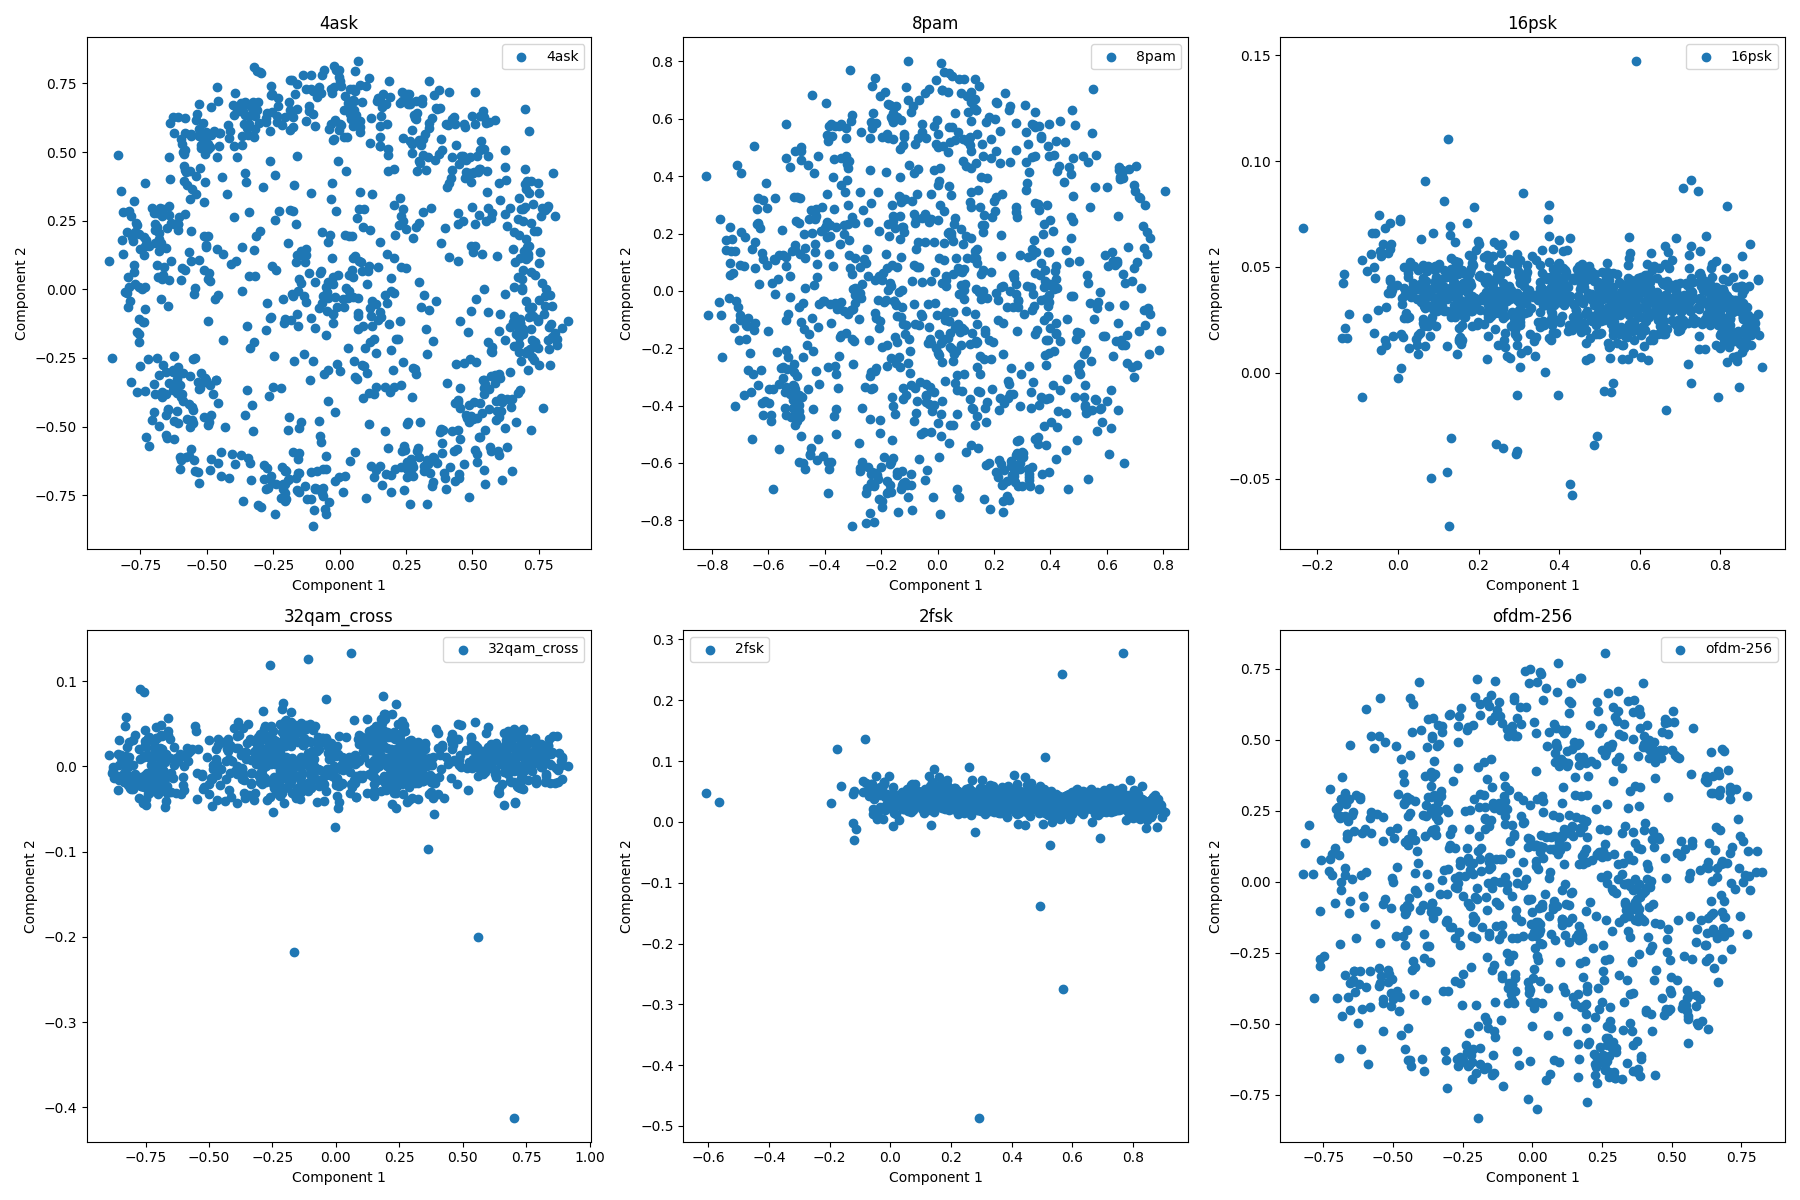 4ask
4ask
0.75
0.50
0.25
0.00
−0.25
−0.50
−0.75
Component 2
−0.75 −0.50 −0.25 0.00 0.25 0.50 0.75
Component 1
8pam
8pam
0.8
0.6
0.4
0.2
0.0
−0.2
−0.4
−0.6
−0.8
Component 2
−0.8 −0.6 −0.4 −0.2 0.0 0.2 0.4 0.6 0.8
Component 1
16psk
16psk
0.15
0.10
0.05
0.00
−0.05
Component 2
−0.2 0.0 0.2 0.4 0.6 0.8
Component 1
32qam_cross
32qam_cross
0.1
0.0
−0.1
−0.2
−0.3
−0.4
Component 2
−0.75 −0.50 −0.25 0.00 0.25 0.50 0.75 1.00
Component 1
2fsk
2fsk
0.3
0.2
0.1
0.0
−0.1
−0.2
−0.3
−0.4
−0.5
Component 2
−0.6 −0.4 −0.2 0.0 0.2 0.4 0.6 0.8
Component 1
ofdm-256
ofdm-256
0.75
0.50
0.25
0.00
−0.25
−0.50
−0.75
Component 2
−0.75 −0.50 −0.25 0.00 0.25 0.50 0.75
Component 1